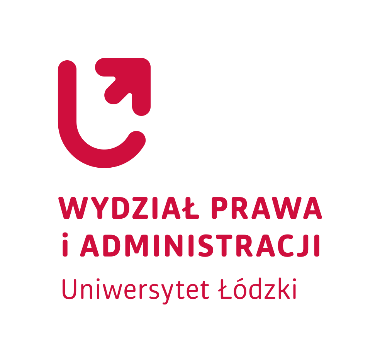 WYDZIAŁ PRAWA
i ADMINISTRACJI
Uniwersytet Łódzki